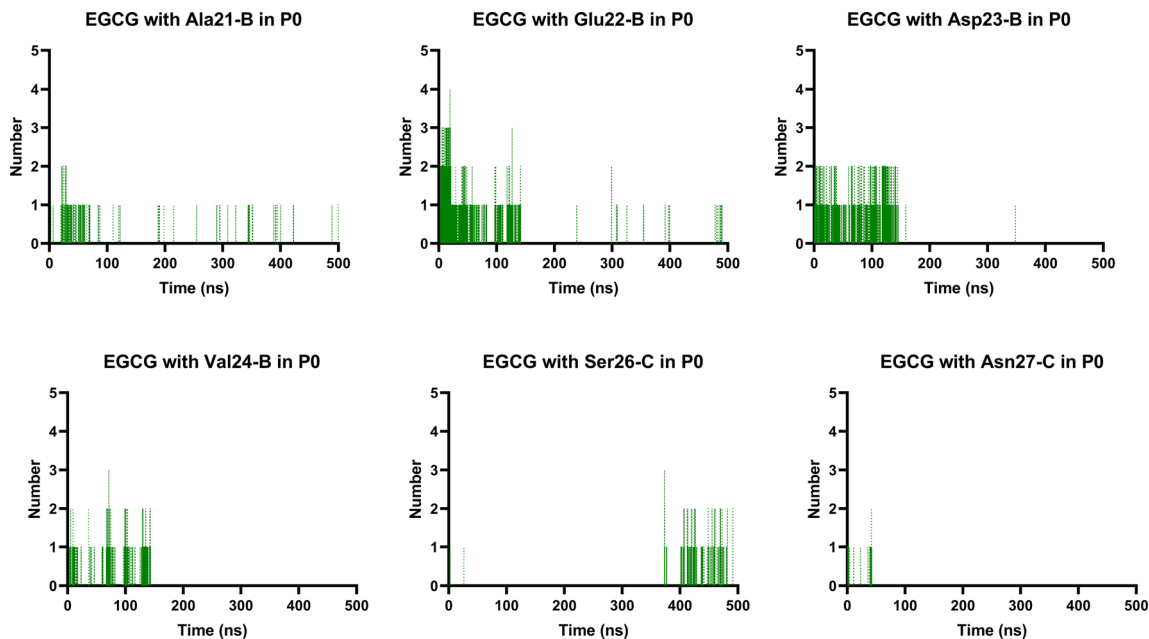 EGCG with Ala21-B in P0
EGCG with Glu22-B in P0
EGCG with Asp23-B in P0
5
4
3
2
1
0
Number
0 100 200 300 400 500
Time (ns)
5
4
3
2
1
0
Number
0 100 200 300 400 500
Time (ns)
5
4
3
2
1
0
Number
0 100 200 300 400 500
Time (ns)
EGCG with Val24-B in P0
EGCG with Ser26-C in P0
EGCG with Asn27-C in P0
5
4
3
2
1
0
Number
0 100 200 300 400 500
Time (ns)
5
4
3
2
1
0
Number
0 100 200 300 400 500
Time (ns)
5
4
3
2
1
0
Number
0 100 200 300 400 500
Time (ns)